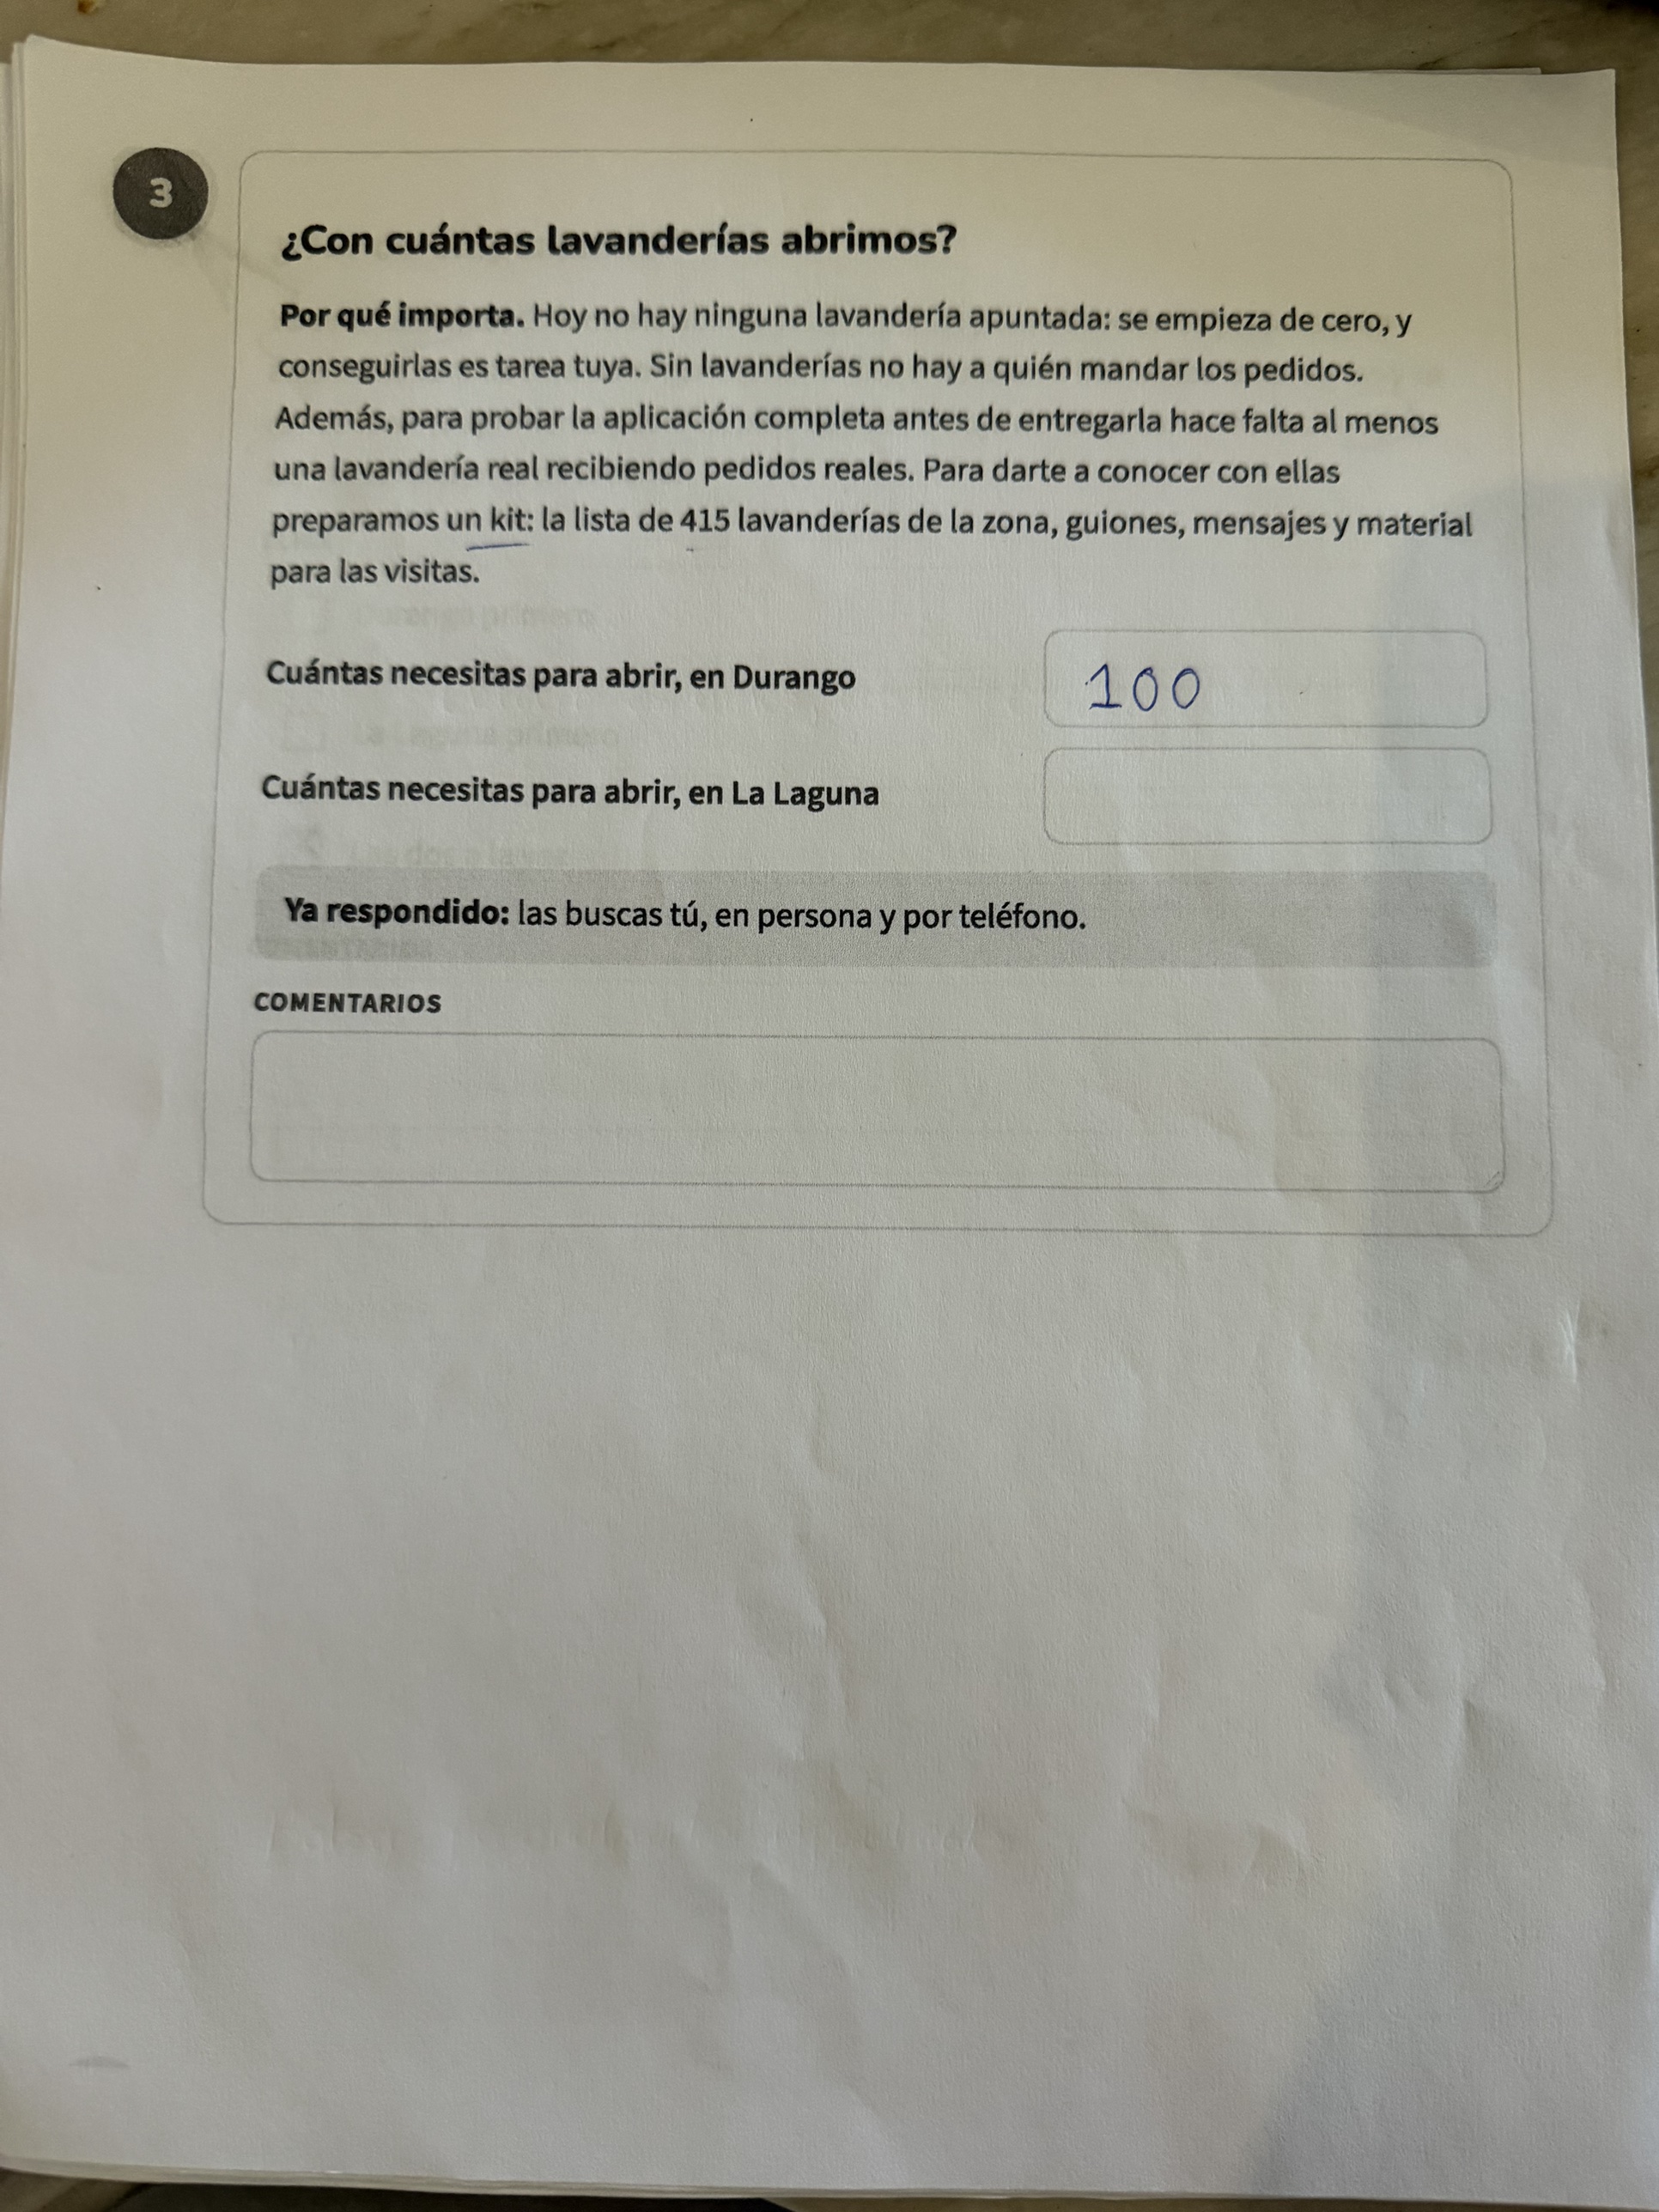 3
¿Con cuántas lavanderías abrimos?
Por qué importa. Hoy no hay ninguna lavandería apuntada: se empieza de cero, y
conseguirlas es tarea tuya. Sin lavanderías no hay a quién mandar los pedidos.
Además, para probar la aplicación completa antes de entregarla hace falta al menos
una lavandería real recibiendo pedidos reales. Para darte a conocer con ellas
preparamos un kit: la lista de 415 lavanderías de la zona, guiones, mensajes y material
para las visitas.
Cuántas necesitas para abrir, en Durango
100
Cuántas necesitas para abrir, en La Laguna
Ya respondido: las buscas tú, en persona y por teléfono.
COMENTARIOS